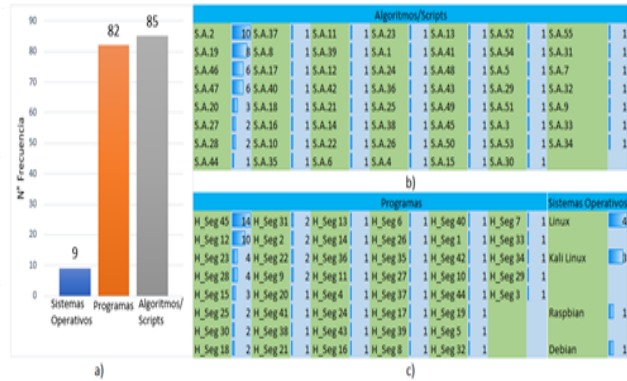 90
80
70
60
50
40
30
20
10
0
N° Frecuencia
9
82
85
Sistemas Operativos
Programas
Algoritmos/ Scripts
a)
Algoritmos/Scripts
S.A.2 10 S.A.37 1 S.A.11 1 S.A.23 1 S.A.13 1 S.A.52 1 S.A.55 1
S.A.19 8 S.A.8 1 S.A.39 1 S.A.1 1 S.A.41 1 S.A.54 1 S.A.31 1
S.A.46 6 S.A.17 1 S.A.12 1 S.A.24 1 S.A.48 1 S.A.5 1 S.A.7 1
S.A.47 6 S.A.40 1 S.A.42 1 S.A.36 1 S.A.43 1 S.A.29 1 S.A.32 1
S.A.20 3 S.A.18 1 S.A.21 1 S.A.25 1 S.A.49 1 S.A.51 1 S.A.9 1
S.A.27 2 S.A.16 1 S.A.14 1 S.A.38 1 S.A.45 1 S.A.3 1 S.A.33 1
S.A.28 2 S.A.10 1 S.A.22 1 S.A.26 1 S.A.50 1 S.A.53 1 S.A.34 1
S.A.44 1 S.A.35 1 S.A.6 1 S.A.4 1 S.A.15 1 S.A.30 1
b)
Programas Sistemas Operativos
H_Seg 45 14 H_Seg 31 2 H_Seg 13 1 H_Seg 6 1 H_Seg 40 1 H_Seg 7 1 Linux 4
H_Seg 12 10 H_Seg 2 1 H_Seg 14 1 H_Seg 26 1 H_Seg 1 1 H_Seg 33 1
H_Seg 23 4 H_Seg 22 2 H_Seg 36 1 H_Seg 35 1 H_Seg 42 1 H_Seg 34 1 Kali Linux 3
H_Seg 28 4 H_Seg 9 2 H_Seg 11 1 H_Seg 27 1 H_Seg 10 1 H_Seg 29 1
H_Seg 15 3 H_Seg 20 1 H_Seg 4 1 H_Seg 37 1 H_Seg 44 1 H_Seg 3 1
H_Seg 25 2 H_Seg 41 1 H_Seg 24 1 H_Seg 17 1 H_Seg 19 1 Raspbian 1
H_Seg 30 2 H_Seg 38 1 H_Seg 43 1 H_Seg 39 1 H_Seg 5 1
H_Seg 18 2 H_Seg 21 1 H_Seg 16 1 H_Seg 8 1 H_Seg 32 1 Debian 1
c)